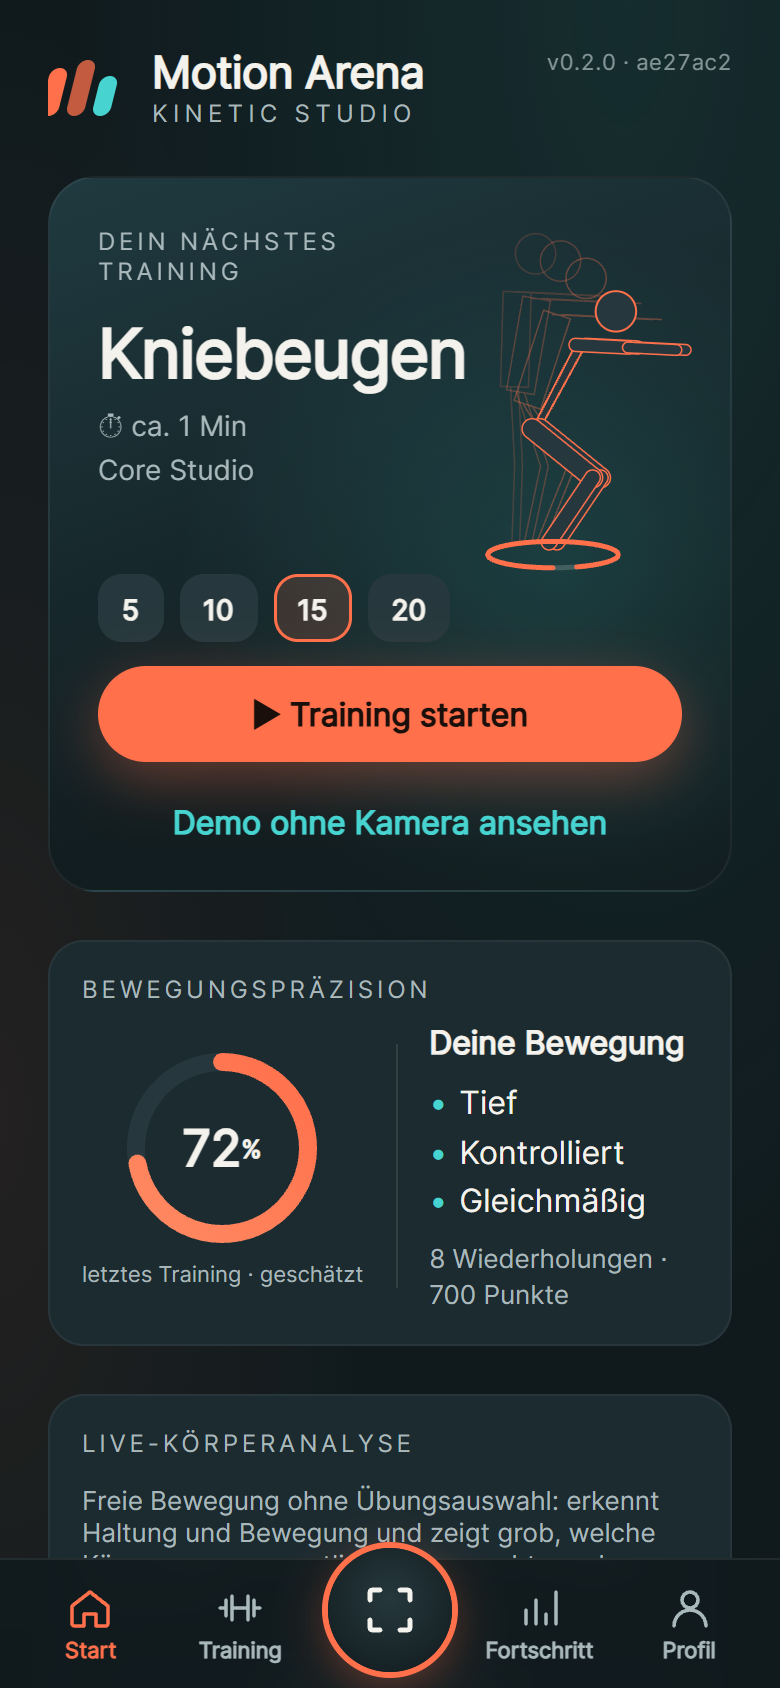 Motion Arena
KINETIC STUDIO
v0.2.0 · ae27ac2
DEIN NÄCHSTES
TRAINING
Kniebeugen
⏱ ca. 1 Min
Core Studio
5 10 15 20
▶ Training starten
Demo ohne Kamera ansehen
BEWEGUNGSPRÄZISION
72%
letztes Training · geschätzt
Deine Bewegung
• Tief
• Kontrolliert
• Gleichmäßig
8 Wiederholungen ·
700 Punkte
LIVE-KÖRPERANALYSE
Freie Bewegung ohne Übungsauswahl: erkennt
Haltung und Bewegung und zeigt grob, welche
Start Training Fortschritt Profil